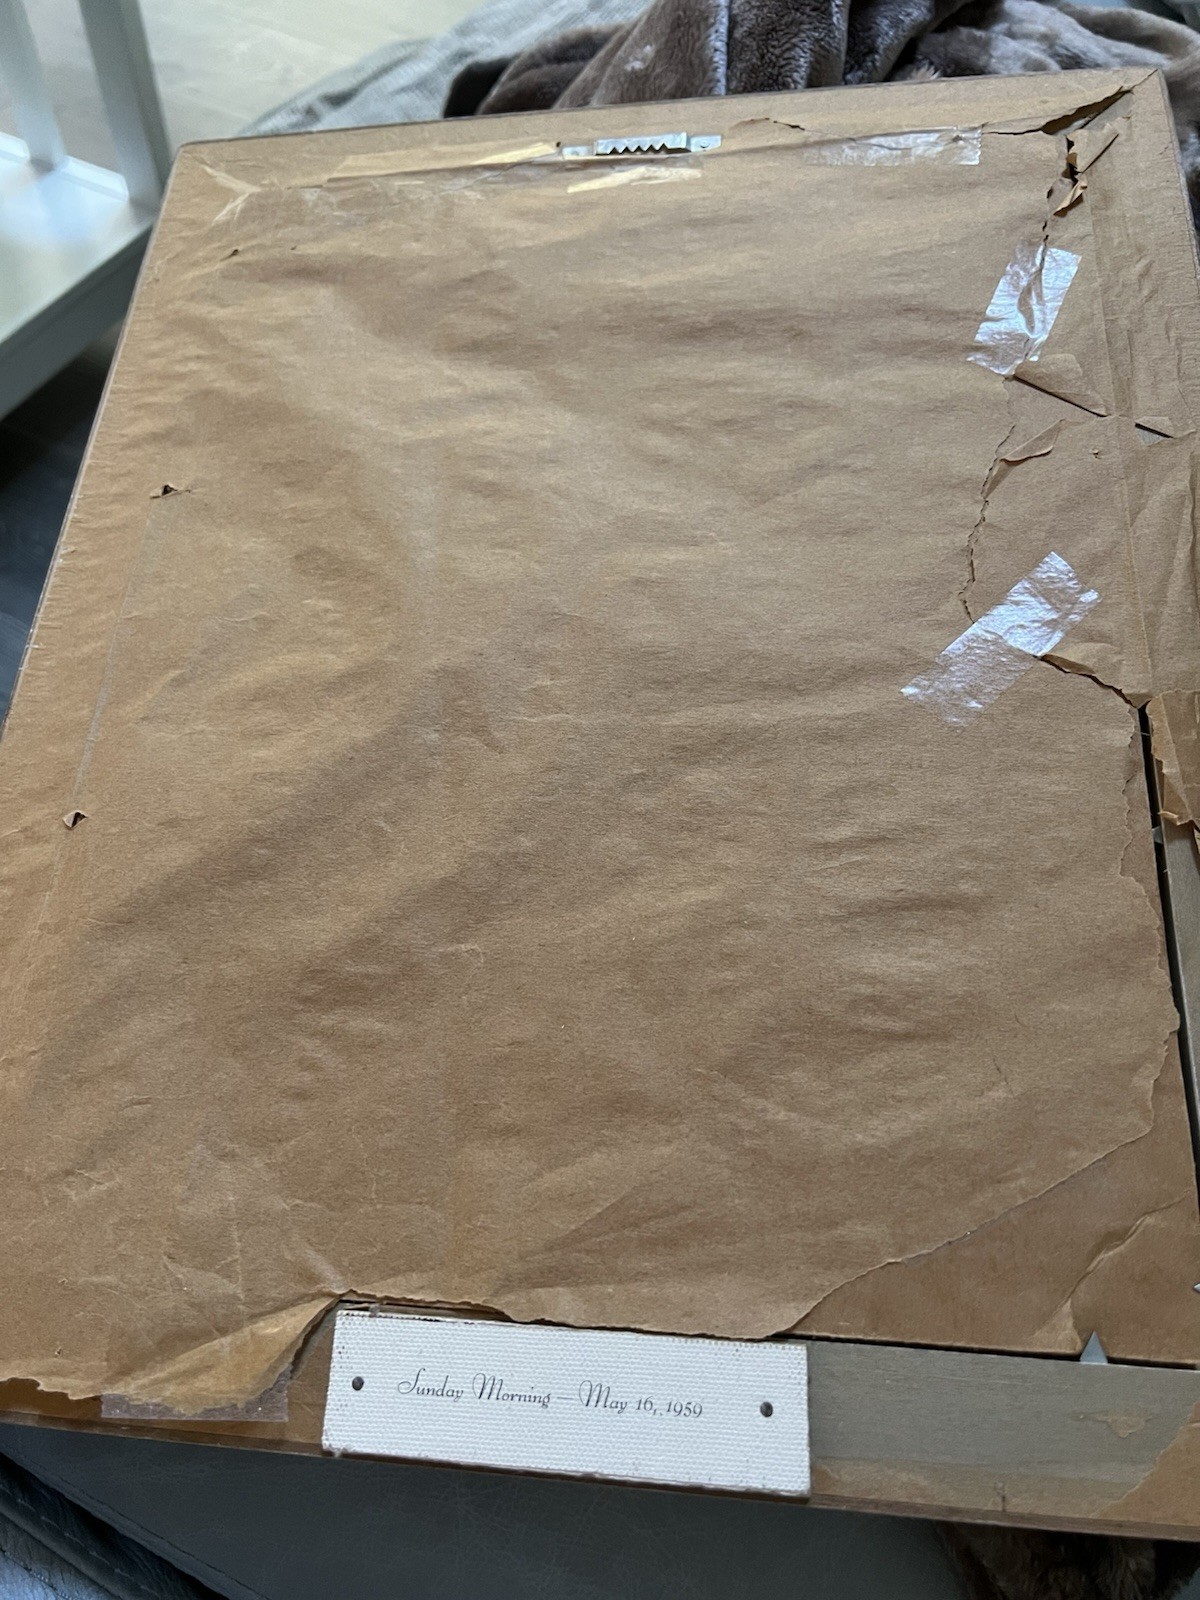 Sunday Morning — May 16, 1959